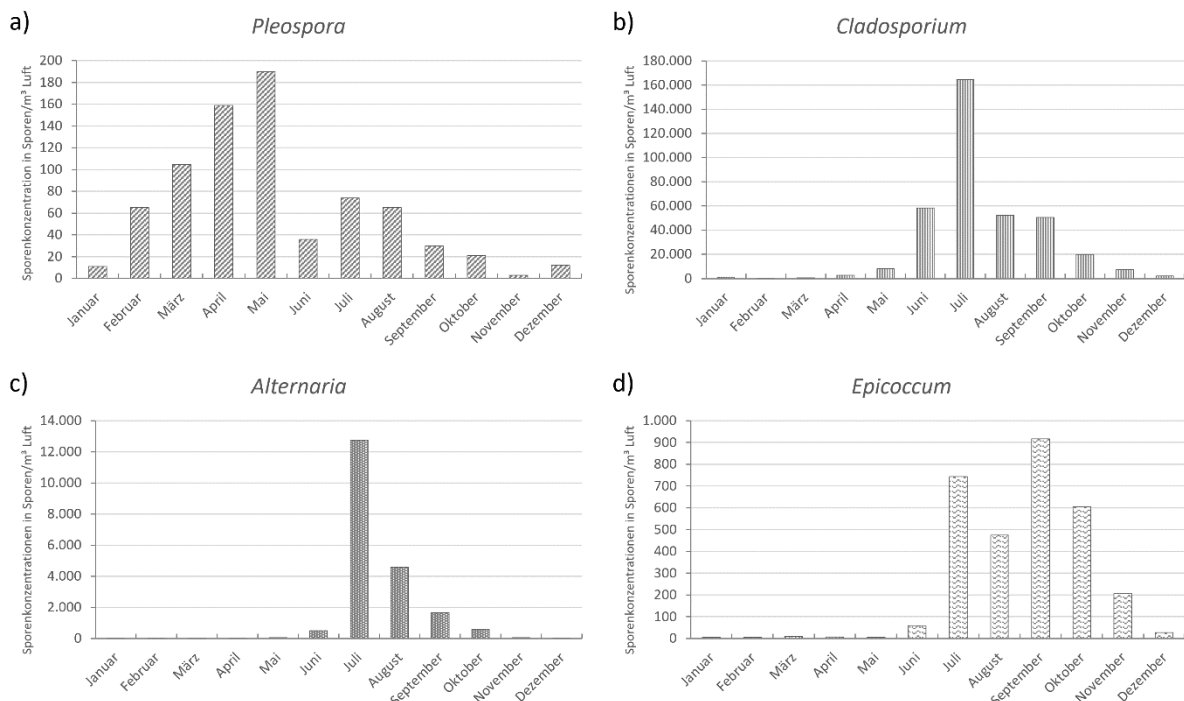 a)
Pleospora
Sporenkonzentration in Sporen/m³ Luft
200
180
160
140
120
100
80
60
40
20
0
Januar
Februar
März
April
Mai
Juni
Juli
August
September
Oktober
November
Dezember
b)
Cladosporium
Sporenkonzentrationen in Sporen/m³ Luft
180.000
160.000
140.000
120.000
100.000
80.000
60.000
40.000
20.000
0
Januar
Februar
März
April
Mai
Juni
Juli
August
September
Oktober
November
Dezember
c)
Alternaria
Sporenkonzentrationen in Sporen/m³ Luft
14.000
12.000
10.000
8.000
6.000
4.000
2.000
0
Januar
Februar
März
April
Mai
Juni
Juli
August
September
Oktober
November
Dezember
d)
Epicoccum
Sporenkonzentrationen in Sporen/m³ Luft
1.000
900
800
700
600
500
400
300
200
100
0
Januar
Februar
März
April
Mai
Juni
Juli
August
September
Oktober
November
Dezember